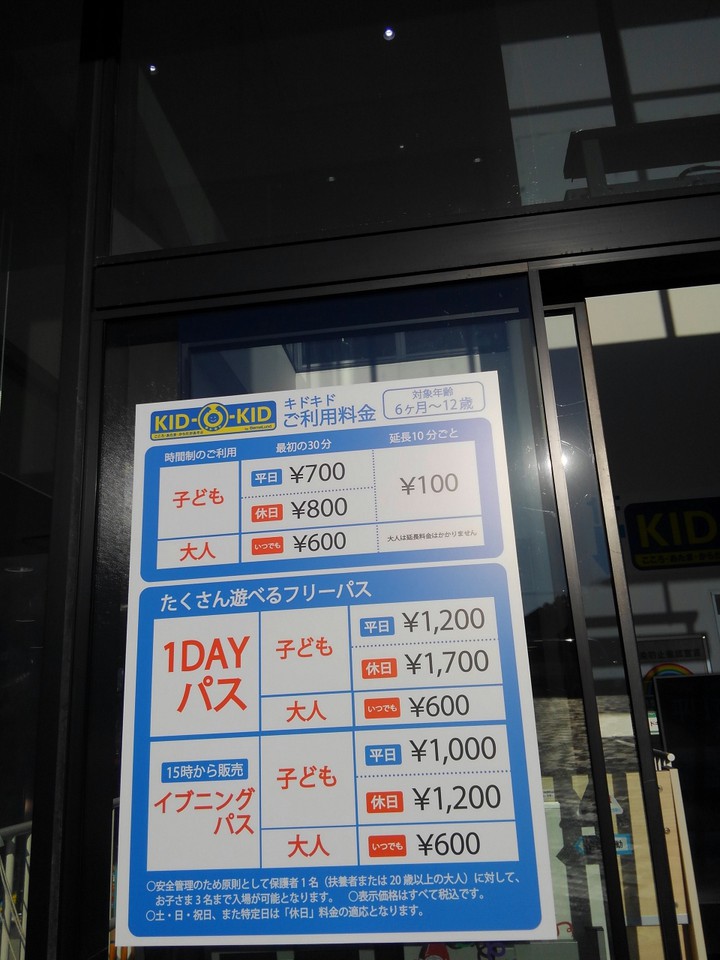 KID-O-KID
キドキド
ご利用料金
対象年齢
6ヶ月〜12歳
時間制のご利用 最初の30分 延長10分ごと
子ども 平日 ¥700 ¥100
休日 ¥800
大人 いつでも ¥600 大人は延長料金はかかりません
たくさん遊べるフリーパス
1DAY
パス
子ども 平日 ¥1,200
休日 ¥1,700
大人 いつでも ¥600
15時から販売
イブニング
パス
子ども 平日 ¥1,000
休日 ¥1,200
大人 いつでも ¥600
○安全管理のため原則として保護者1名（扶養者または20歳以上の大人）に対して、
お子さま3名まで入場が可能となります。 ○表示価格はすべて税込です。
○土・日・祝日、また特定日は「休日」料金の適応となります。
KID